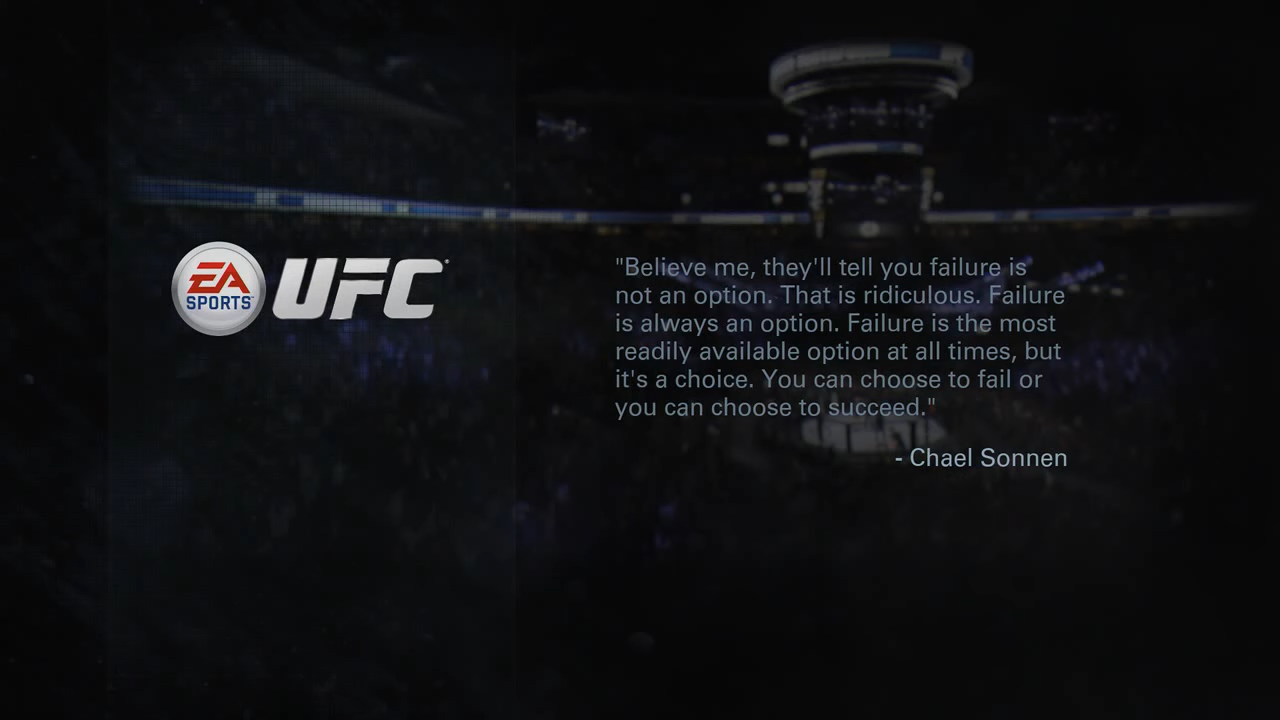 EA
SPORTS™
UFC®
"Believe me, they'll tell you failure is
not an option. That is ridiculous. Failure
is always an option. Failure is the most
readily available option at all times, but
it's a choice. You can choose to fail or
you can choose to succeed."
- Chael Sonnen